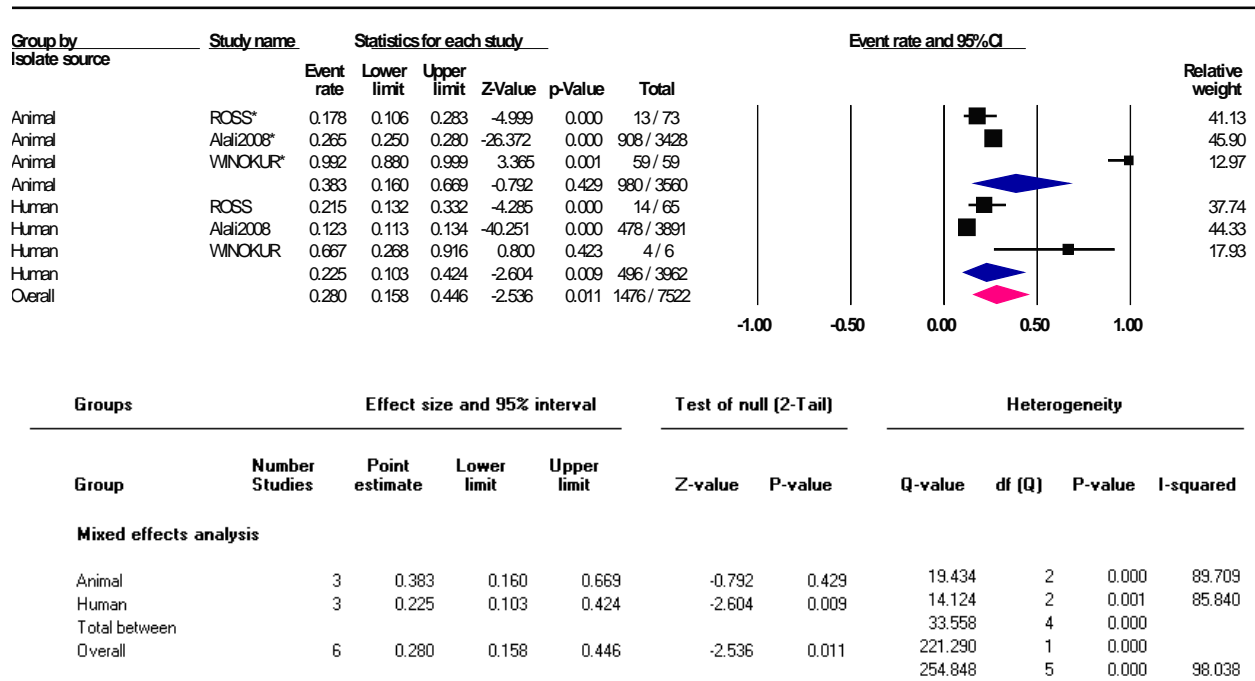 Group by Study name Statistics for each study Event rate and 95% CI
Isolate source
Event Lower Upper Relative
rate limit limit Z-Value p-Value Total weight
Animal ROSS* 0.178 0.106 0.283 -4.999 0.000 13 / 73 41.13
Animal Alali2008* 0.265 0.250 0.280 -26.372 0.000 908 / 3428 45.90
Animal WINOKUR* 0.992 0.880 0.999 3.365 0.001 59 / 59 12.97
Animal 0.383 0.160 0.669 -0.792 0.429 980 / 3560
Human ROSS 0.215 0.132 0.332 -4.285 0.000 14 / 65 37.74
Human Alali2008 0.123 0.113 0.134 -40.251 0.000 478 / 3891 44.33
Human WINOKUR 0.667 0.268 0.916 0.800 0.423 4 / 6 17.93
Human 0.225 0.103 0.424 -2.604 0.009 496 / 3962
Overall 0.280 0.158 0.446 -2.536 0.011 1476 / 7522
-1.00 -0.50 0.00 0.50 1.00
Groups Effect size and 95% interval Test of null (2-Tail) Heterogeneity
Number Point Lower Upper
Group Studies estimate limit limit Z-value P-value Q-value df (Q) P-value I-squared
Mixed effects analysis
Animal 3 0.383 0.160 0.669 -0.792 0.429 19.434 2 0.000 89.709
Human 3 0.225 0.103 0.424 -2.604 0.009 14.124 2 0.001 85.840
Total between 33.558 4 0.000
Overall 6 0.280 0.158 0.446 -2.536 0.011 221.290 1 0.000
254.848 5 0.000 98.038